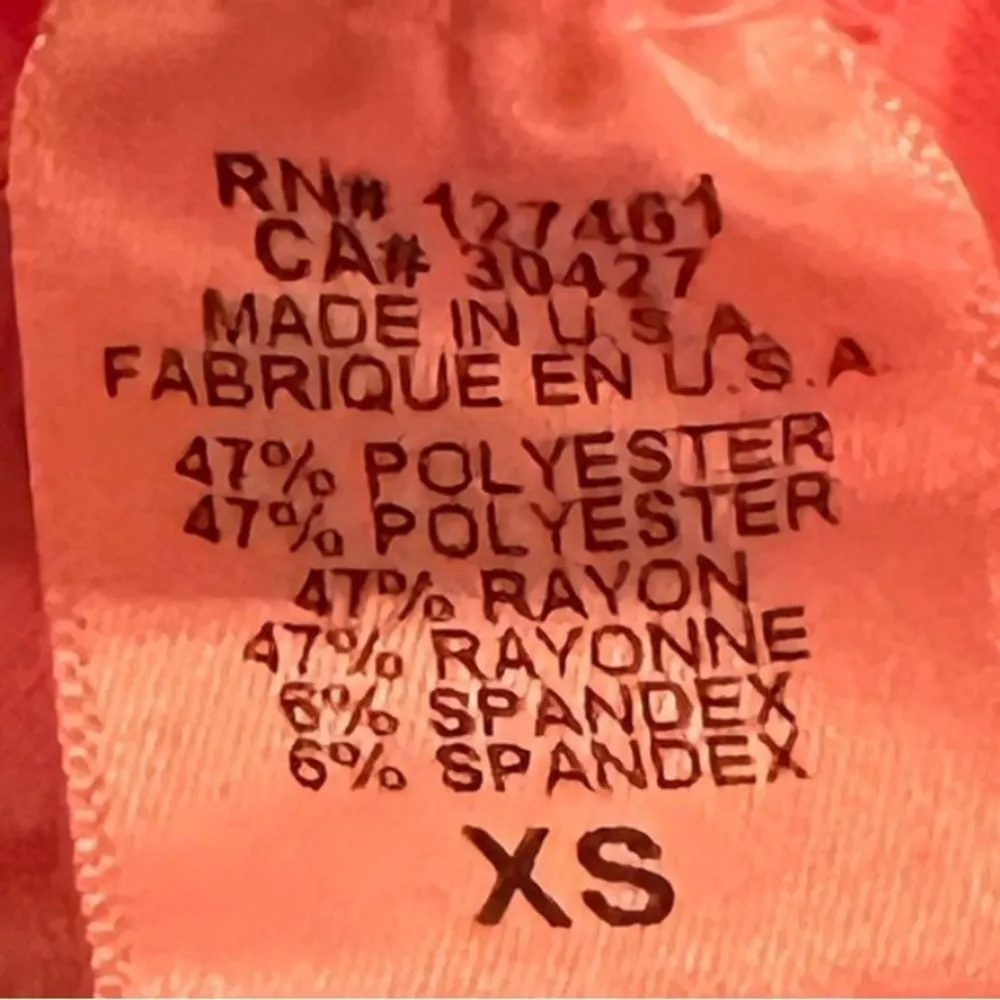 RN# 127461
CA# 30427
MADE IN U.S.A.
FABRIQUE EN U.S.A
47% POLYESTER
47% POLYESTER
47% RAYON
47% RAYONNE
6% SPANDEX
6% SPANDEX
XS